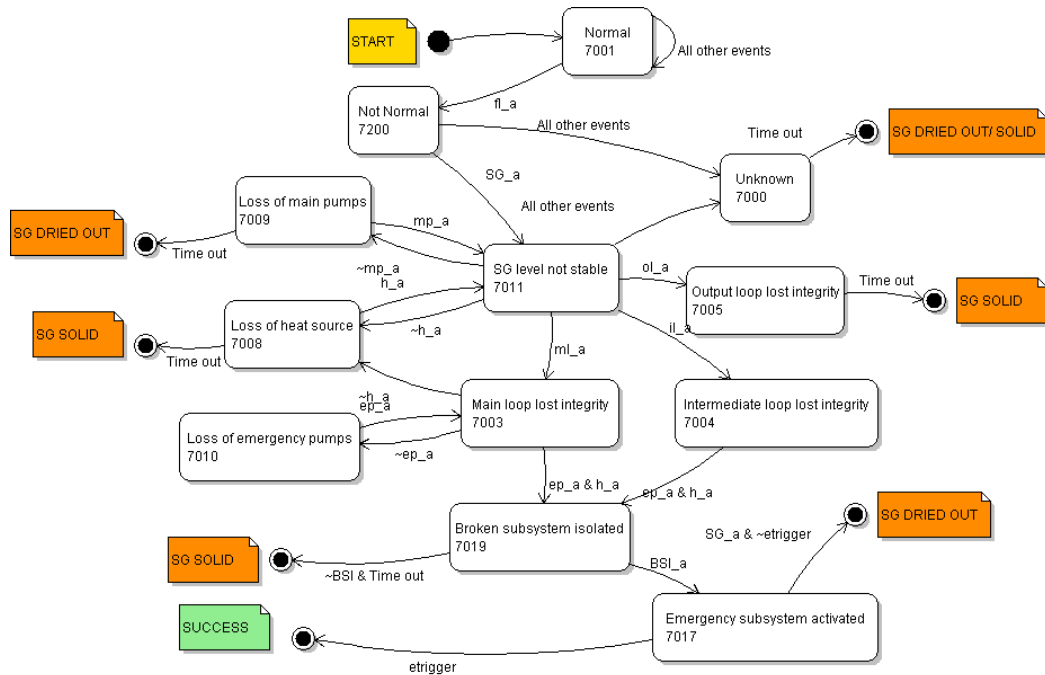 START
Normal
7001
All other events
fl_a
Not Normal
7200
All other events
Time out
SG DRIED OUT/ SOLID
SG_a
Unknown
7000
Loss of main pumps
7009
mp_a
All other events
SG DRIED OUT
Time out
~mp_a
h_a
SG level not stable
7011
ol_a
Output loop lost integrity
7005
Time out
SG SOLID
Loss of heat source
7008
~h_a
SG SOLID
Time out
ml_a
il_a
~h_a
ep_a
Main loop lost integrity
7003
Intermediate loop lost integrity
7004
Loss of emergency pumps
7010
~ep_a
ep_a & h_a
ep_a & h_a
Broken subsystem isolated
7019
SG_a & ~etrigger
SG DRIED OUT
SG SOLID
~BSI & Time out
BSI_a
Emergency subsystem activated
7017
SUCCESS
etrigger